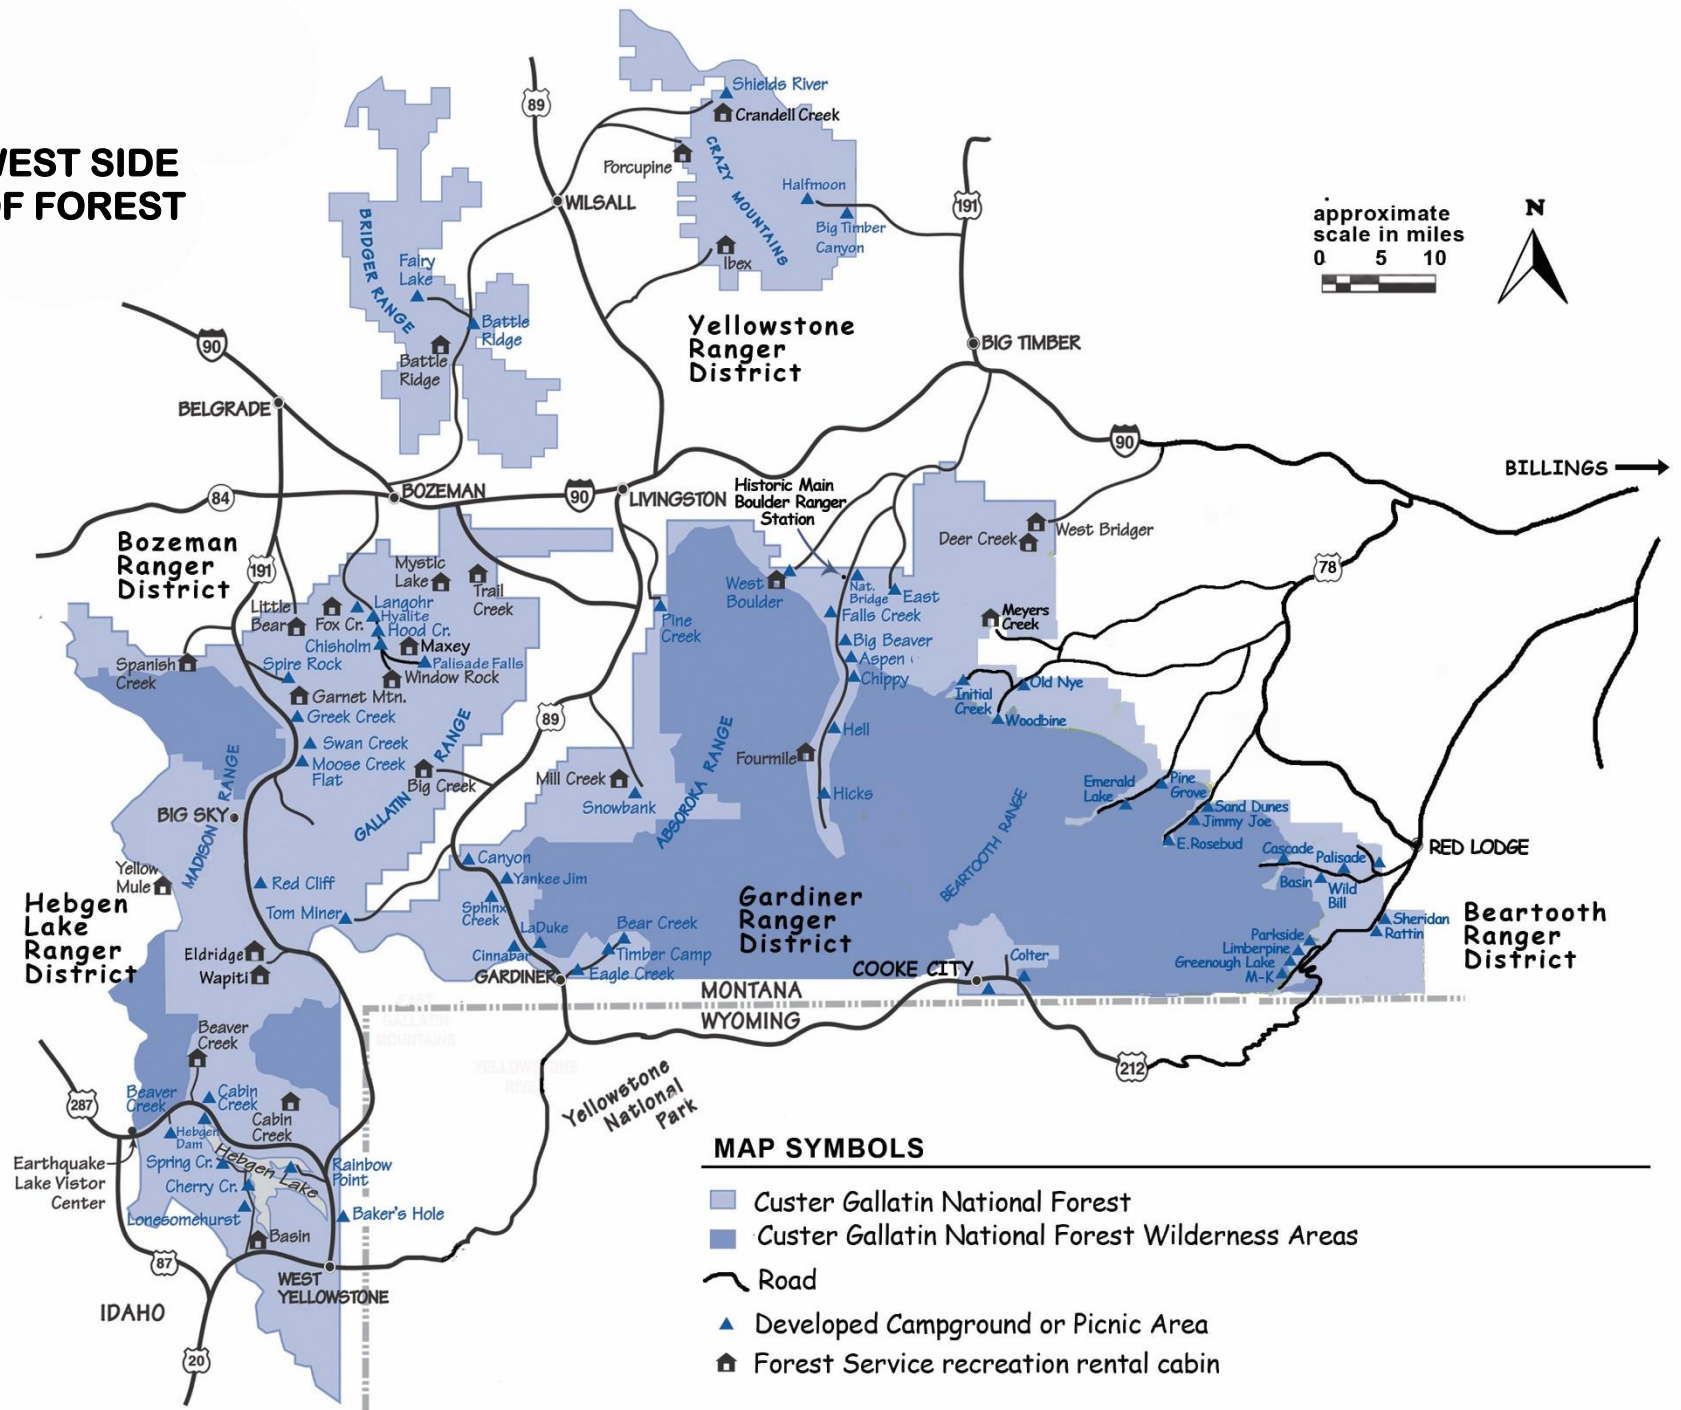 WEST SIDE
OF FOREST
89
Shields River
Crandell Creek
Porcupine
CRAZY MOUNTAINS
WILSALL
Halfmoon
Big Timber
Canyon
191
Ibex
approximate
scale in miles
0 5 10
N
BRIDGER RANGE
Fairy
Lake
Battle
Ridge
Battle
Ridge
90
BELGRADE
Yellowstone
Ranger
District
BIG TIMBER
90
BILLINGS
84
BOZEMAN
90
LIVINGSTON
Historic Main
Boulder Ranger
Station
Deer Creek
West Bridger
78
Bozeman
Ranger
District
191
Mystic
Lake
Trail
Creek
Little
Bear
Fox Cr.
Langohr
Hyalite
Hood Cr.
Chisholm
Maxey
Palisade Falls
Window Rock
Spanish
Creek
Spire Rock
Garnet Mtn.
Greek Creek
Swan Creek
Moose Creek
Flat
Pine
Creek
West
Boulder
Nat.
Bridge
East
Falls Creek
Big Beaver
Aspen
Chippy
Meyers
Creek
Initial
Creek
Old Nye
Woodbine
Hell
Fourmile
Hicks
MADISON RANGE
GALLATIN RANGE
89
Big Creek
Mill Creek
Snowbank
ABSOROKA RANGE
BEARTOOTH RANGE
BIG SKY
Emerald
Lake
Pine
Grove
Sand Dunes
Jimmy Joe
E.Rosebud
Cascade
Palisade
Basin
Wild
Bill
RED LODGE
Yellow
Mule
Red Cliff
Tom Miner
Canyon
Yankee Jim
Sphinx
Creek
LaDuke
Cinnabar
Bear Creek
Timber Camp
Eagle Creek
GARDINER
Gardiner
Ranger
District
COOKE CITY
Colter
Sheridan
Rattin
Parkside
Limberpine
Greenough Lake
M-K
Beartooth
Ranger
District
Hebgen
Lake
Ranger
District
Eldridge
Wapiti
MONTANA
WYOMING
EAST
GALLATIN
MOUNTAINS
YELLOWSTONE
RIVER
212
Yellowstone
National
Park
Beaver
Creek
287
Beaver
Creek
Cabin
Creek
Cabin
Creek
Hebgen
Dam
Hebgen Lake
Earthquake
Lake Vistor
Center
Spring Cr.
Cherry Cr.
Lonesomehurst
Rainbow
Point
Baker's Hole
Basin
87
WEST
YELLOWSTONE
IDAHO
20
MAP SYMBOLS
Custer Gallatin National Forest
Custer Gallatin National Forest Wilderness Areas
Road
Developed Campground or Picnic Area
Forest Service recreation rental cabin